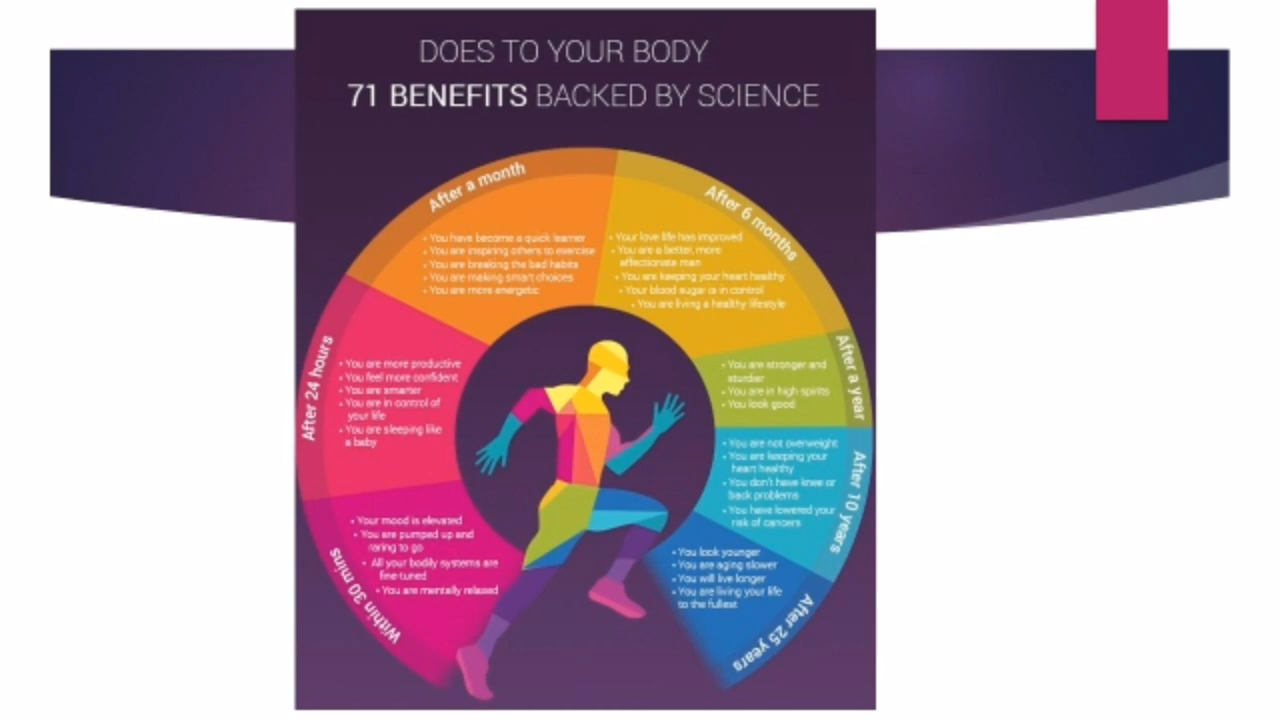 DOES TO YOUR BODY
71 BENEFITS BACKED BY SCIENCE
After a month
• You have become a quick learner
• You are inspiring others to exercise
• You are breaking the bad habits
• You are making smart choices
• You are more energetic
After 6 months
• Your love life has improved
• You are a better, more
affectionate man
• You are keeping your heart healthy
• Your blood sugar is in control
• You are living a healthy lifestyle
After 24 hours
• You are more productive
• You feel more confident
• You are smarter
• You are in control of
your life
• You are sleeping like
a baby
After a year
• You are stronger and
sturdier
• You are in high spirits
• You look good
After 10 years
• You are not overweight
• You are keeping your
heart healthy
• You don't have knee or
back problems
• You have lowered your
risk of cancers
Within 30 mins
• Your mood is elevated
• You are pumped up and
raring to go
• All your bodily systems are
fine-tuned
• You are mentally relaxed
After 25 years
• You look younger
• You are aging slower
• You will live longer
• You are living your life
to the fullest